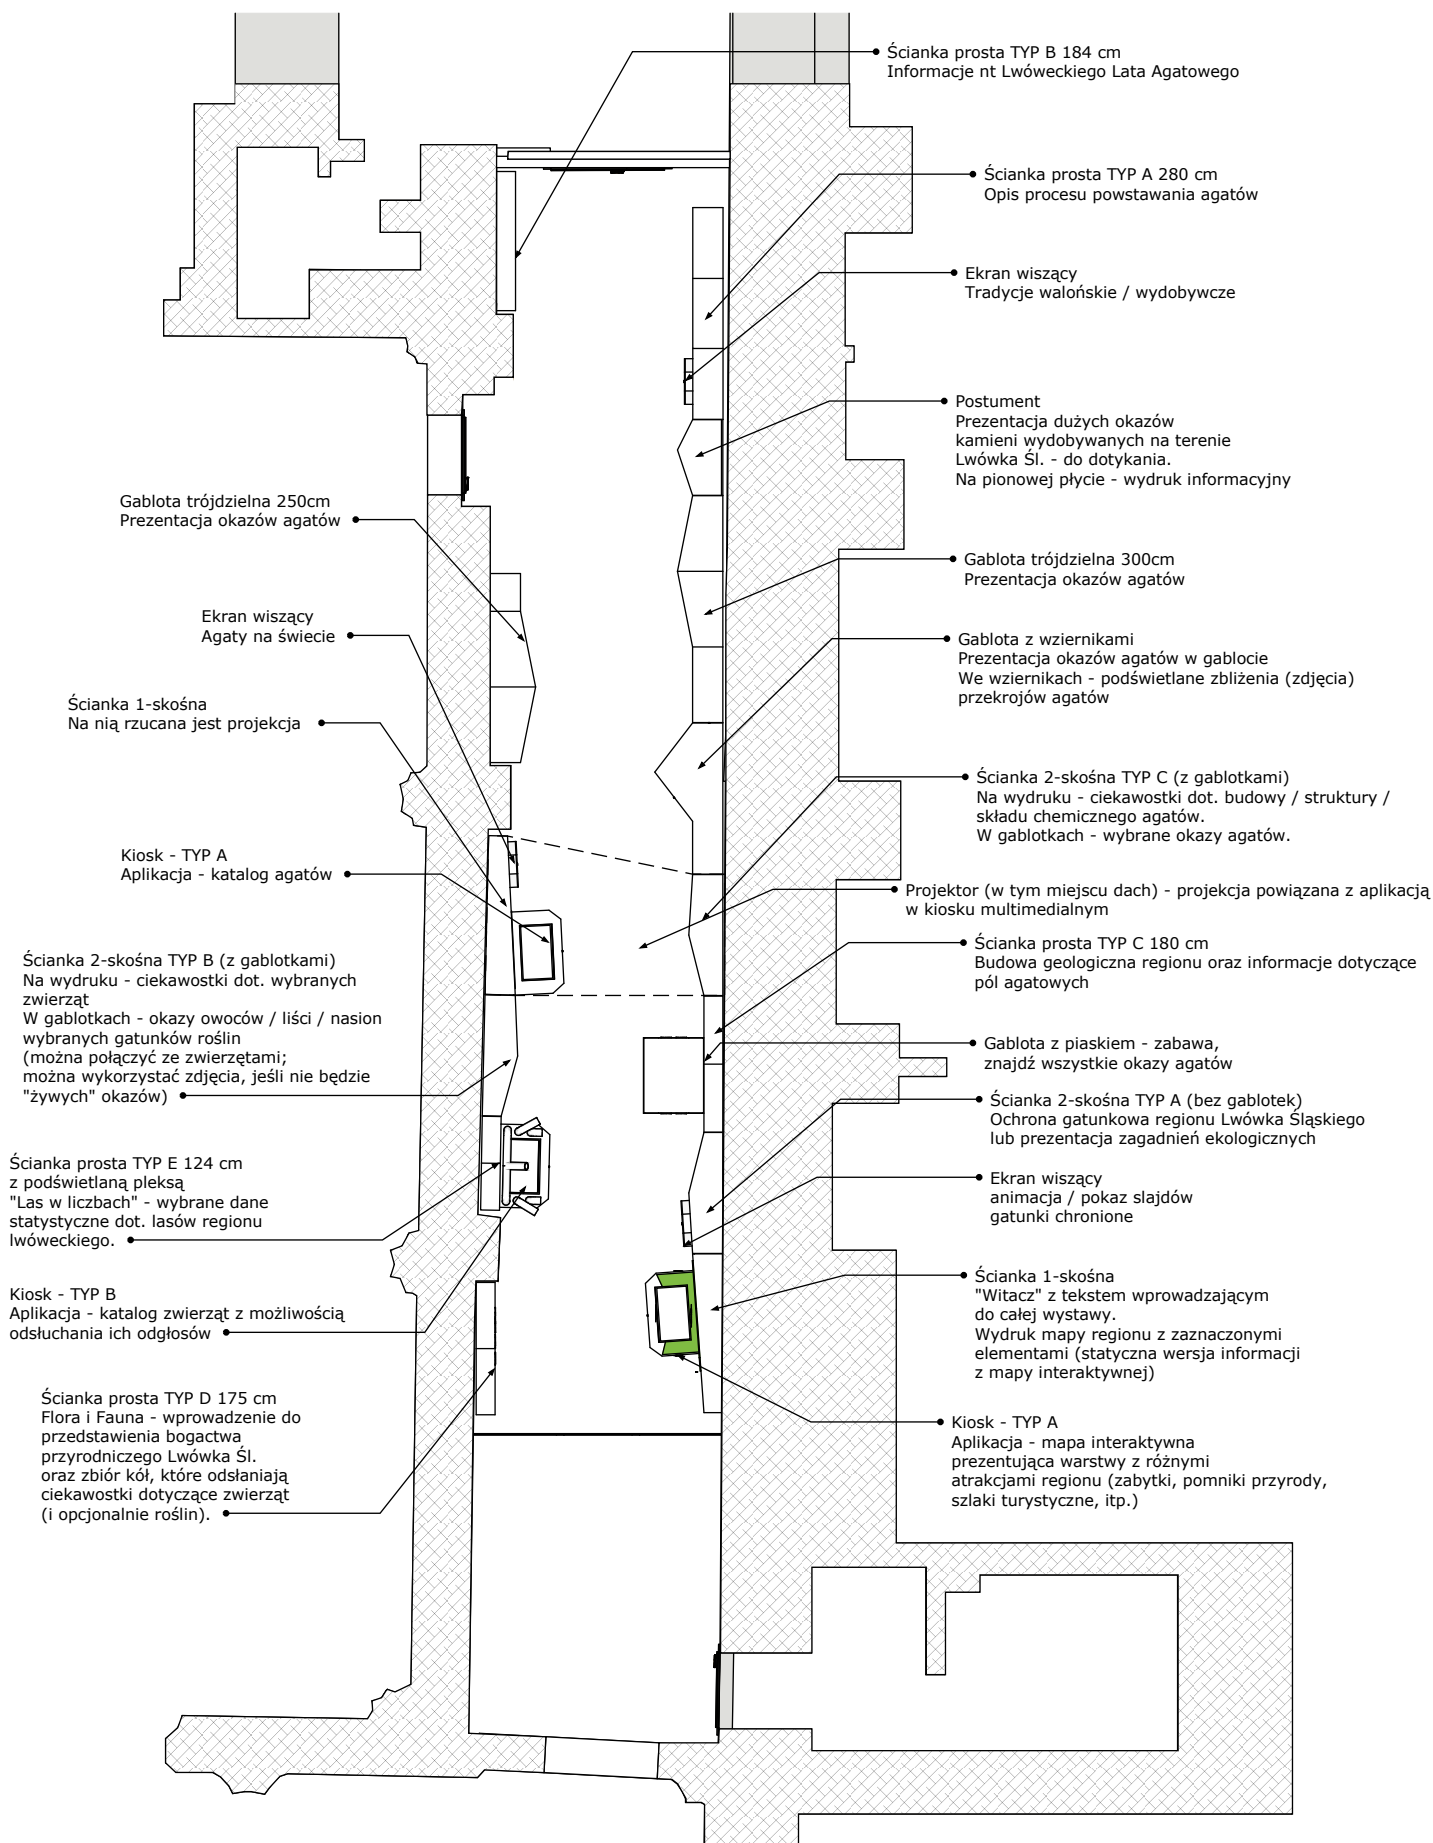 Ścianka prosta TYP B 184 cm
Informacje nt Lwóweckiego Lata Agatowego
Ścianka prosta TYP A 280 cm
Opis procesu powstawania agatów
Ekran wiszący
Tradycje walońskie / wydobywcze
Postument
Prezentacja dużych okazów
kamieni wydobywanych na terenie
Lwówka Śl. - do dotykania.
Na pionowej płycie - wydruk informacyjny
Gablota trójdzielna 250cm
Prezentacja okazów agatów
Gablota trójdzielna 300cm
Prezentacja okazów agatów
Ekran wiszący
Agaty na świecie
Gablota z wziernikami
Prezentacja okazów agatów w gablocie
We wziernikach - podświetlane zbliżenia (zdjęcia)
przekrojów agatów
Ścianka 1-skośna
Na nią rzucana jest projekcja
Ścianka 2-skośna TYP C (z gablotkami)
Na wydruku - ciekawostki dot. budowy / struktury /
składu chemicznego agatów.
W gablotkach - wybrane okazy agatów.
Kiosk - TYP A
Aplikacja - katalog agatów
Projektor (w tym miejscu dach) - projekcja powiązana z aplikacją
w kiosku multimedialnym
Ścianka 2-skośna TYP B (z gablotkami)
Na wydruku - ciekawostki dot. wybranych
zwierząt
W gablotkach - okazy owoców / liści / nasion
wybranych gatunków roślin
(można połączyć ze zwierzętami;
można wykorzystać zdjęcia, jeśli nie będzie
"żywych" okazów)
Ścianka prosta TYP C 180 cm
Budowa geologiczna regionu oraz informacje dotyczące
pól agatowych
Gablota z piaskiem - zabawa,
znajdź wszystkie okazy agatów
Ścianka 2-skośna TYP A (bez gablotek)
Ochrona gatunkowa regionu Lwówka Śląskiego
lub prezentacja zagadnień ekologicznych
Ścianka prosta TYP E 124 cm
z podświetlaną pleksą
"Las w liczbach" - wybrane dane
statystyczne dot. lasów regionu
lwóweckiego.
Ekran wiszący
animacja / pokaz slajdów
gatunki chronione
Kiosk - TYP B
Aplikacja - katalog zwierząt z możliwością
odsłuchania ich odgłosów
Ścianka 1-skośna
"Witacz" z tekstem wprowadzającym
do całej wystawy.
Wydruk mapy regionu z zaznaczonymi
elementami (statyczna wersja informacji
z mapy interaktywnej)
Ścianka prosta TYP D 175 cm
Flora i Fauna - wprowadzenie do
przedstawienia bogactwa
przyrodniczego Lwówka Śl.
oraz zbiór kół, które odsłaniają
ciekawostki dotyczące zwierząt
(i opcjonalnie roślin).
Kiosk - TYP A
Aplikacja - mapa interaktywna
prezentująca warstwy z różnymi
atrakcjami regionu (zabytki, pomniki przyrody,
szlaki turystyczne, itp.)